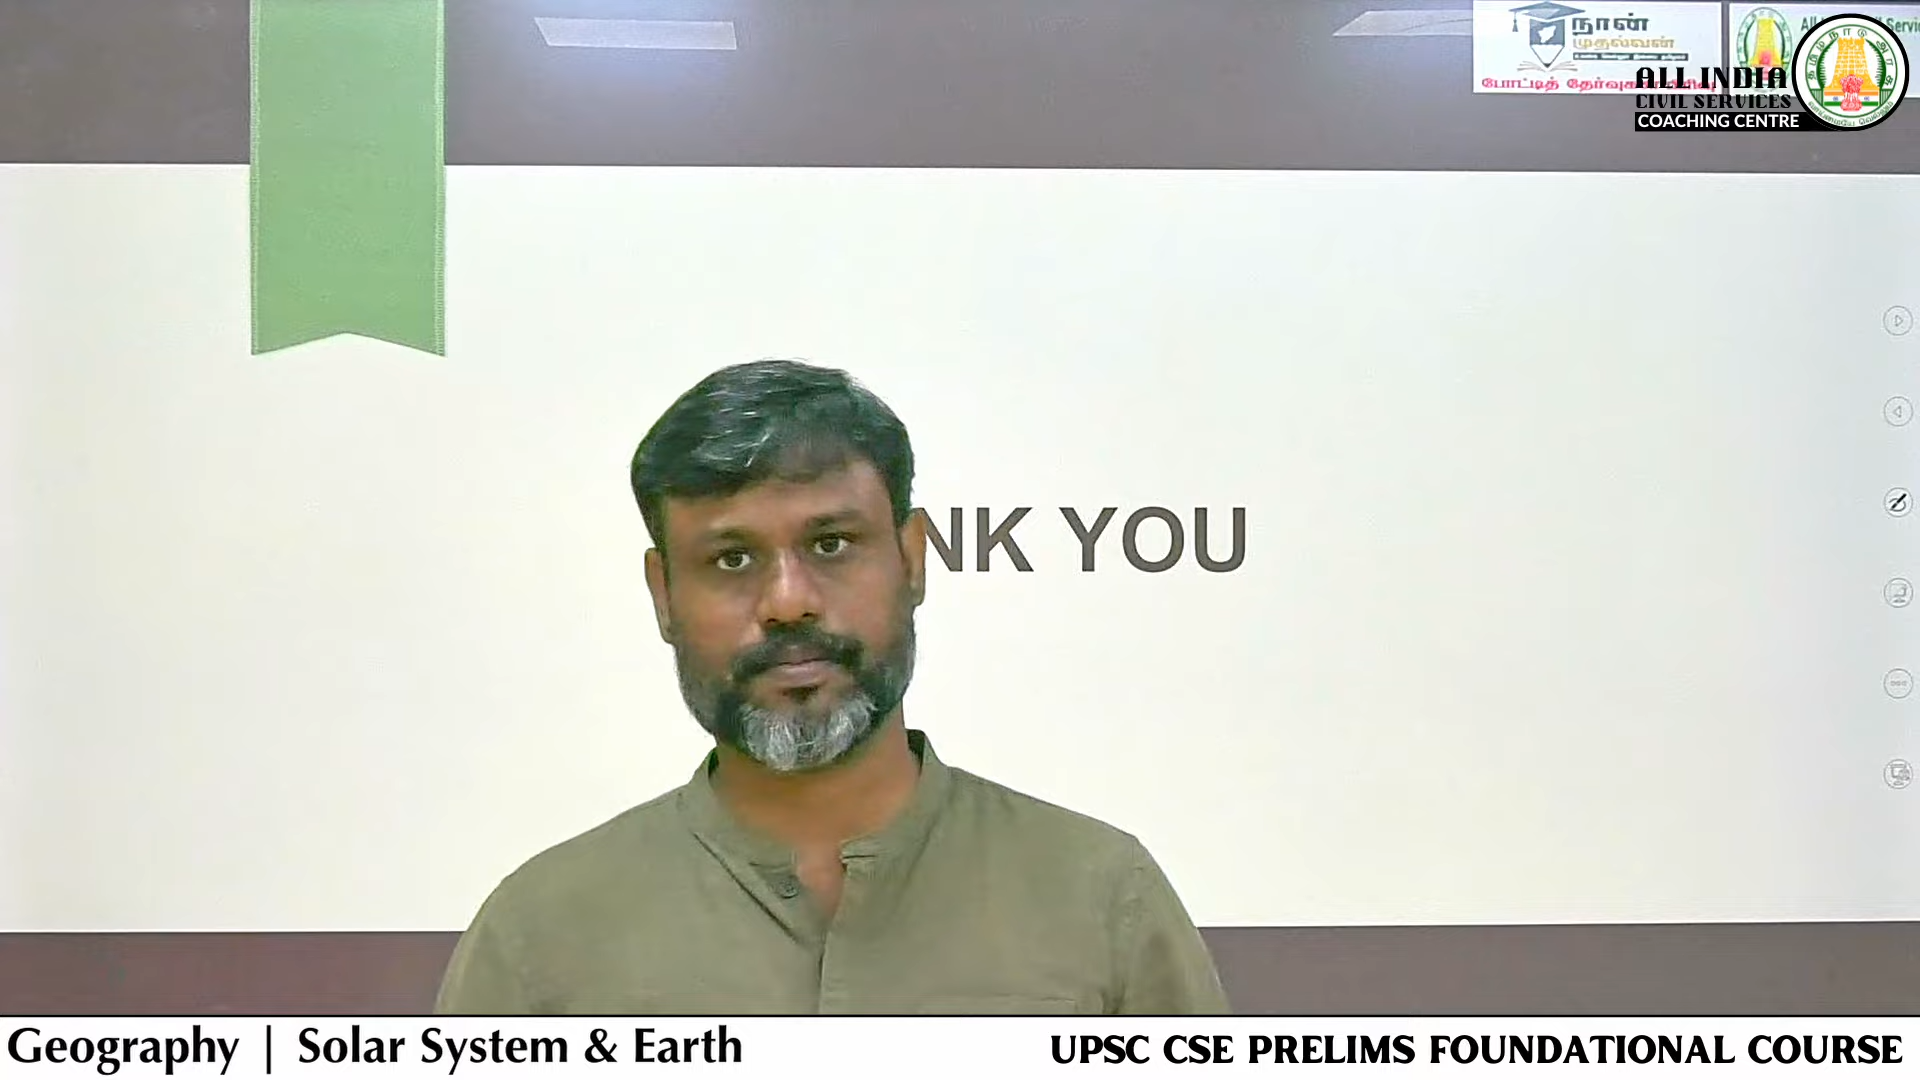 நான்
முதல்வன்
போட்டித்
ALL INDIA
CIVIL SERVICES
COACHING CENTRE
NK YOU
Geography | Solar System & Earth
UPSC CSE PRELIMS FOUNDATIONAL COURSE